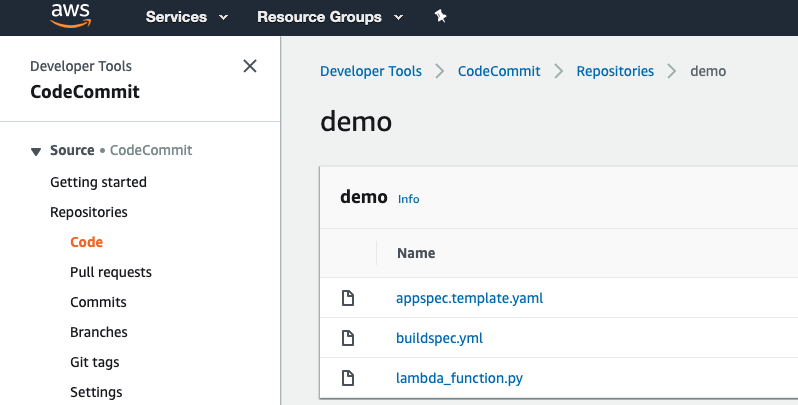 aws Services Resource Groups
Developer Tools
CodeCommit
Source • CodeCommit
Getting started
Repositories
Code
Pull requests
Commits
Branches
Git tags
Settings
Developer Tools > CodeCommit > Repositories > demo
demo
demo Info
Name
appspec.template.yaml
buildspec.yml
lambda_function.py